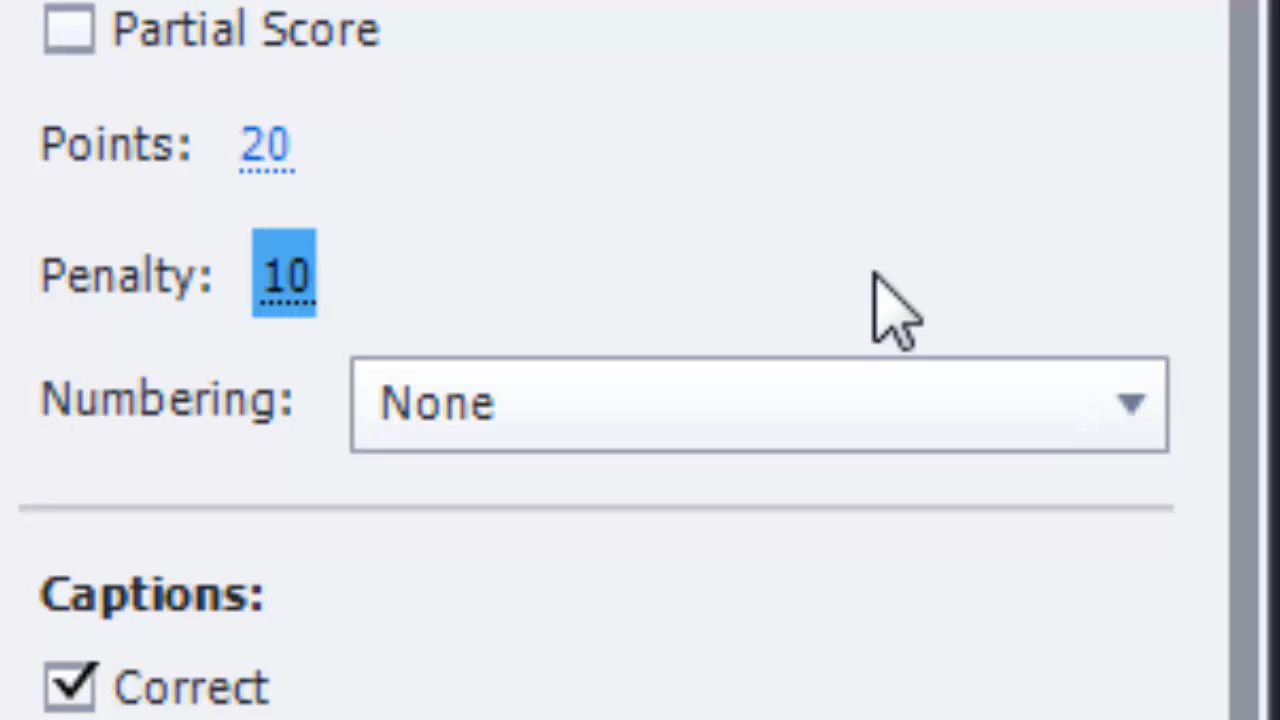 Partial Score
Points: 20
Penalty: 10
Numbering: None
Captions:
Correct